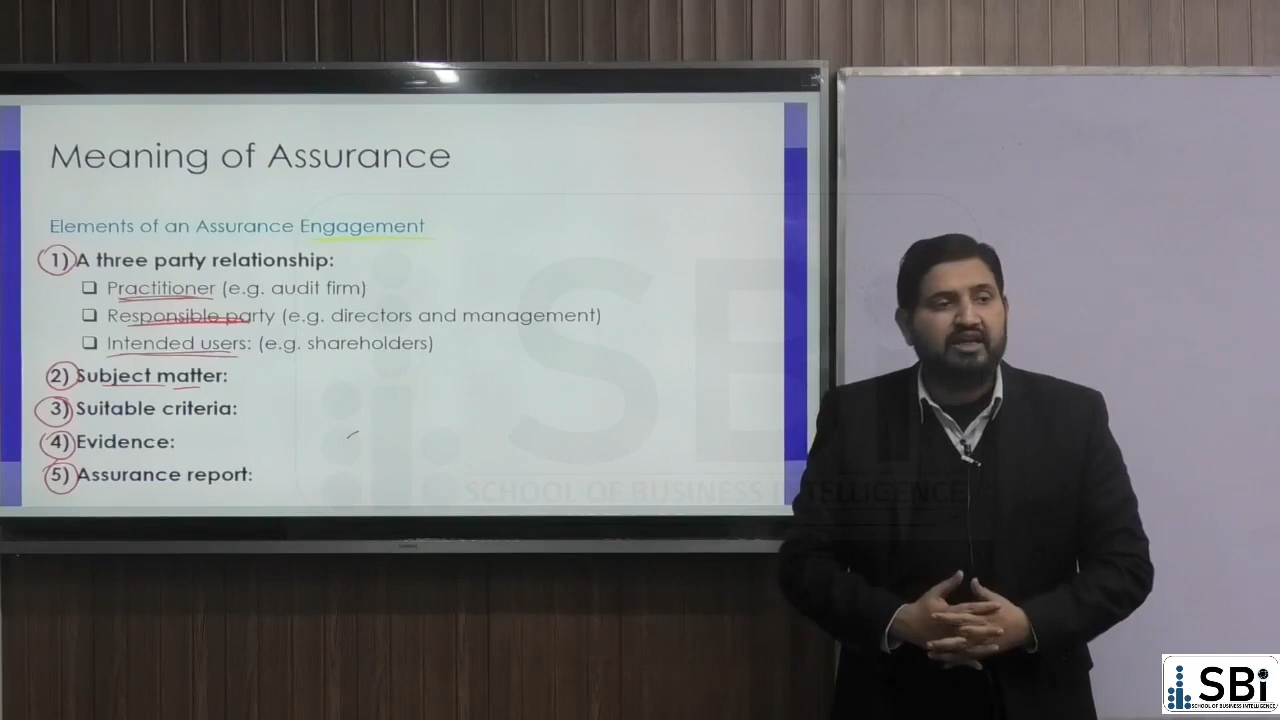 Meaning of Assurance
Elements of an Assurance Engagement
1) A three party relationship:
❑ Practitioner (e.g. audit firm)
❑ Responsible party (e.g. directors and management)
❑ Intended users: (e.g. shareholders)
2) Subject matter:
3) Suitable criteria:
4) Evidence:
5) Assurance report:
SBi
SCHOOL OF BUSINESS INTELLIGENCE
SBi
SCHOOL OF BUSINESS INTELLIGENCE